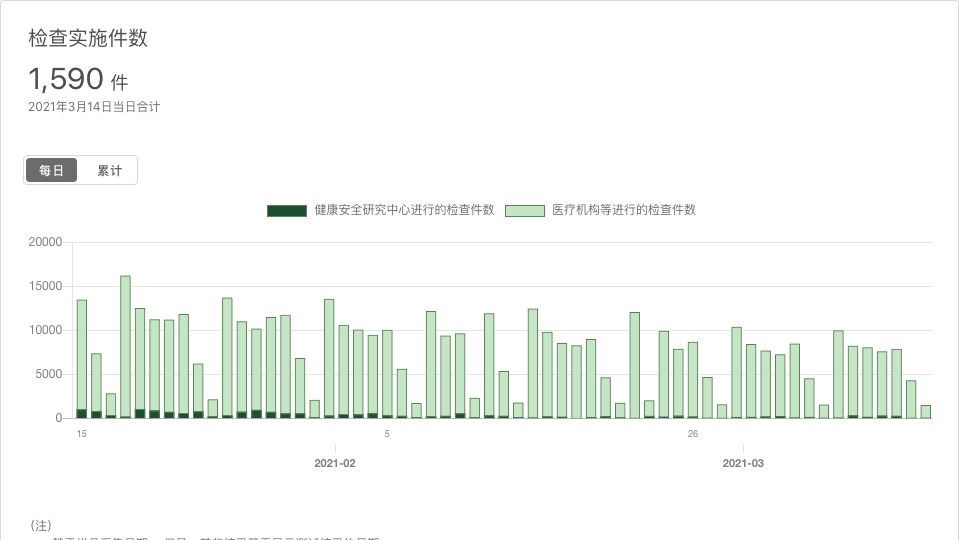 检查实施件数
1,590 件
2021年3月14日当日合计
每日 累计
健康安全研究中心进行的检查件数 医疗机构等进行的检查件数
20000
15000
10000
5000
0
15 5 26
2021-02 2021-03
(注)